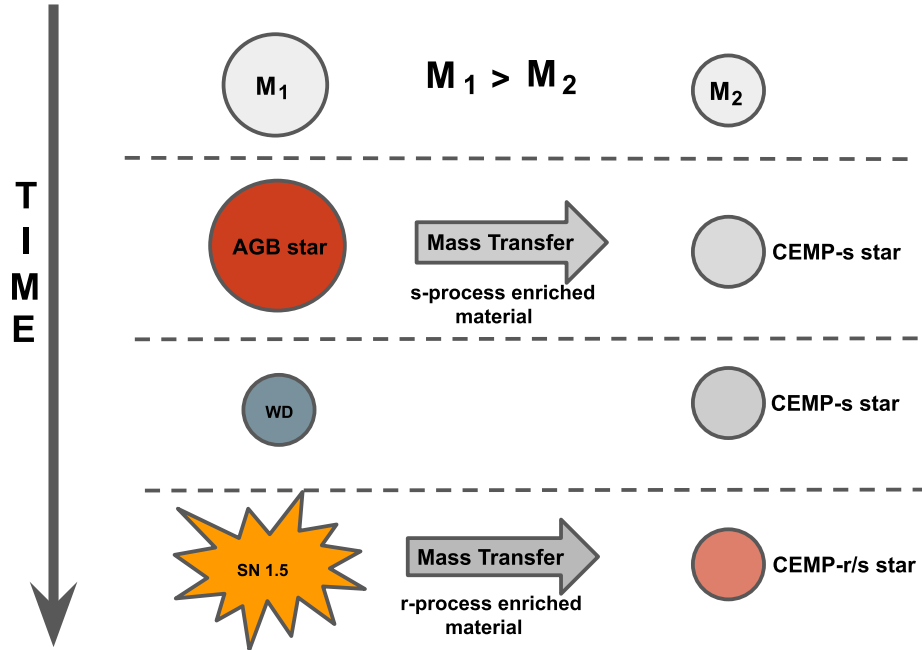 T
I
M
E
M1
M1 > M2
M2
AGB star
Mass Transfer
s-process enriched
material
CEMP-s star
WD
CEMP-s star
SN 1.5
Mass Transfer
r-process enriched
material
CEMP-r/s star